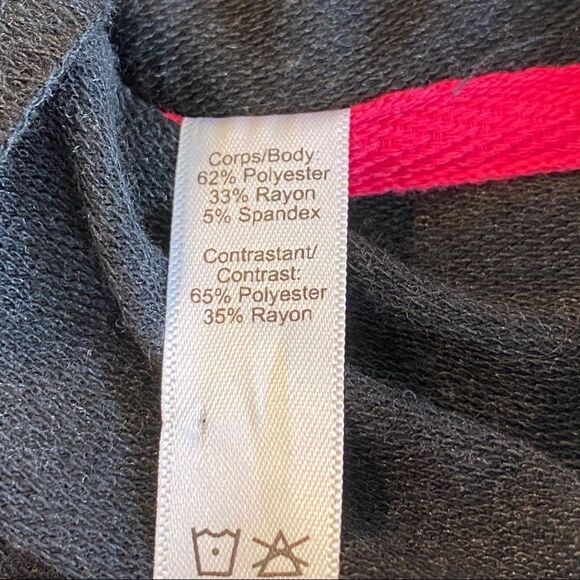 Corps/Body
62% Polyester
33% Rayon
5% Spandex
Contrastant/
Contrast:
65% Polyester
35% Rayon